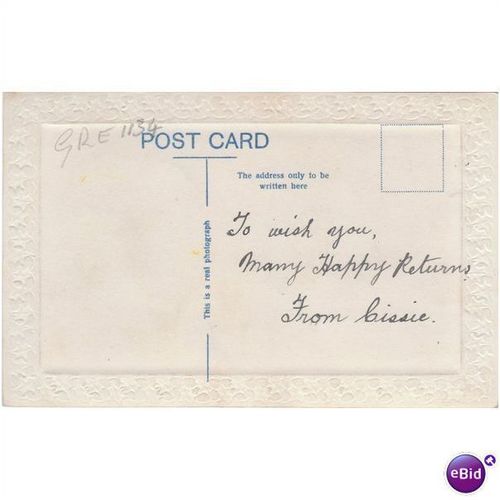 GRE 1134
POST CARD
The address only to be
written here
This is a real photograph
To wish you,
Many Happy Returns
From Cissie.
eBid